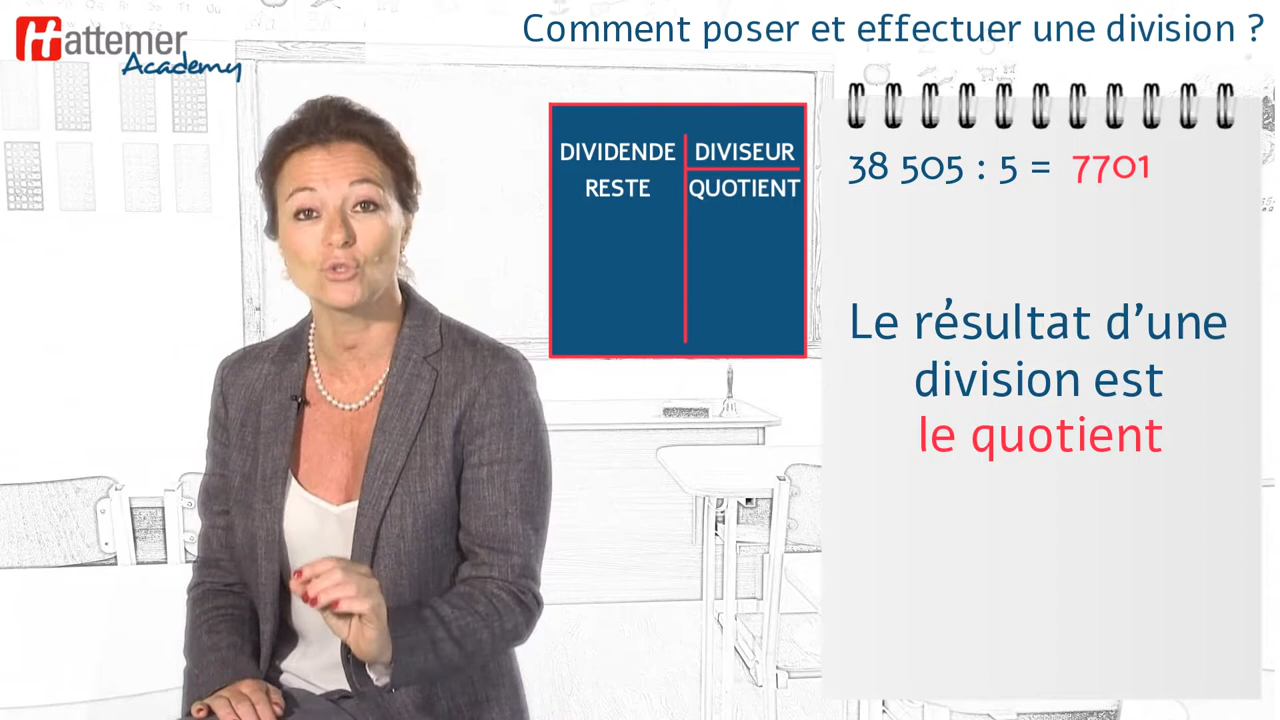 Hattemer
Academy
Comment poser et effectuer une division ?
DIVIDENDE DIVISEUR
RESTE QUOTIENT
38 505 : 5 = 7701
Le résultat d'une
division est
le quotient